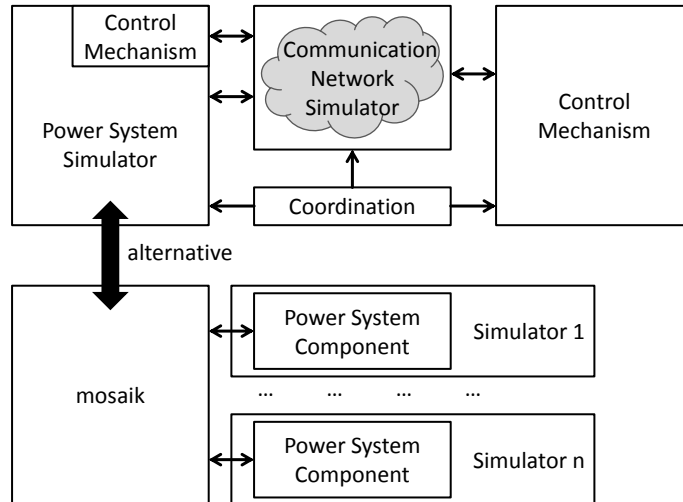 Control
Mechanism
Communication
Network
Simulator
Control
Mechanism
Power System
Simulator
Coordination
alternative
Power System
Component
Simulator 1
mosaik
... ... ... ...
Power System
Component
Simulator n